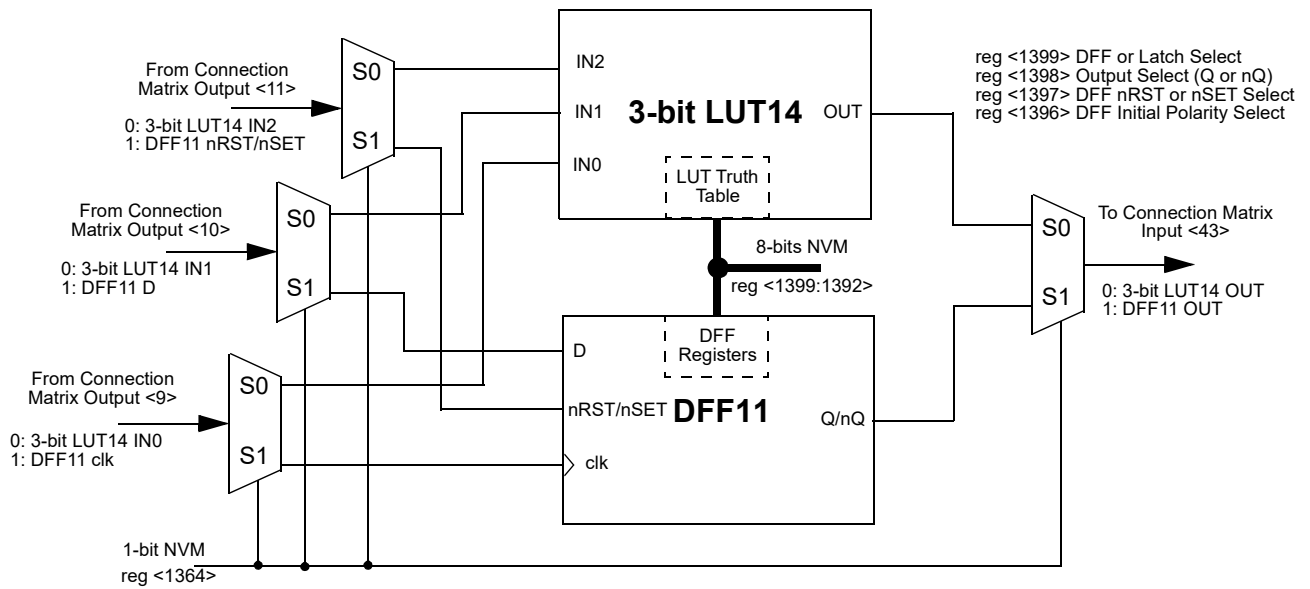 From Connection
Matrix Output <11>
0: 3-bit LUT14 IN2
1: DFF11 nRST/nSET
S0
S1
From Connection
Matrix Output <10>
0: 3-bit LUT14 IN1
1: DFF11 D
S0
S1
From Connection
Matrix Output <9>
0: 3-bit LUT14 IN0
1: DFF11 clk
S0
S1
1-bit NVM
reg <1364>
IN2
IN1
IN0
3-bit LUT14
OUT
LUT Truth
Table
8-bits NVM
reg <1399:1392>
DFF
Registers
D
nRST/nSET
DFF11
clk
Q/nQ
reg <1399> DFF or Latch Select
reg <1398> Output Select (Q or nQ)
reg <1397> DFF nRST or nSET Select
reg <1396> DFF Initial Polarity Select
S0
S1
To Connection Matrix
Input <43>
0: 3-bit LUT14 OUT
1: DFF11 OUT